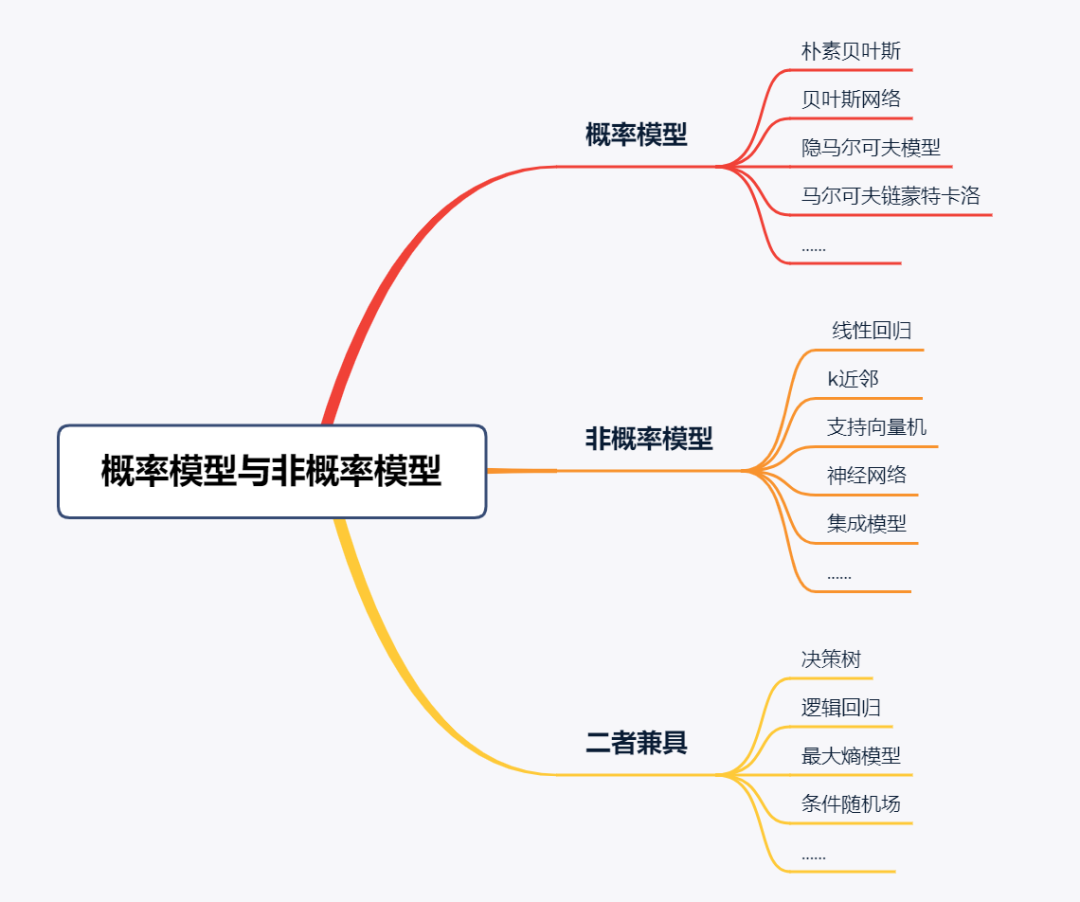 概率模型与非概率模型
概率模型
朴素贝叶斯
贝叶斯网络
隐马尔可夫模型
马尔可夫链蒙特卡洛
......
非概率模型
线性回归
k近邻
支持向量机
神经网络
集成模型
......
二者兼具
决策树
逻辑回归
最大熵模型
条件随机场
......